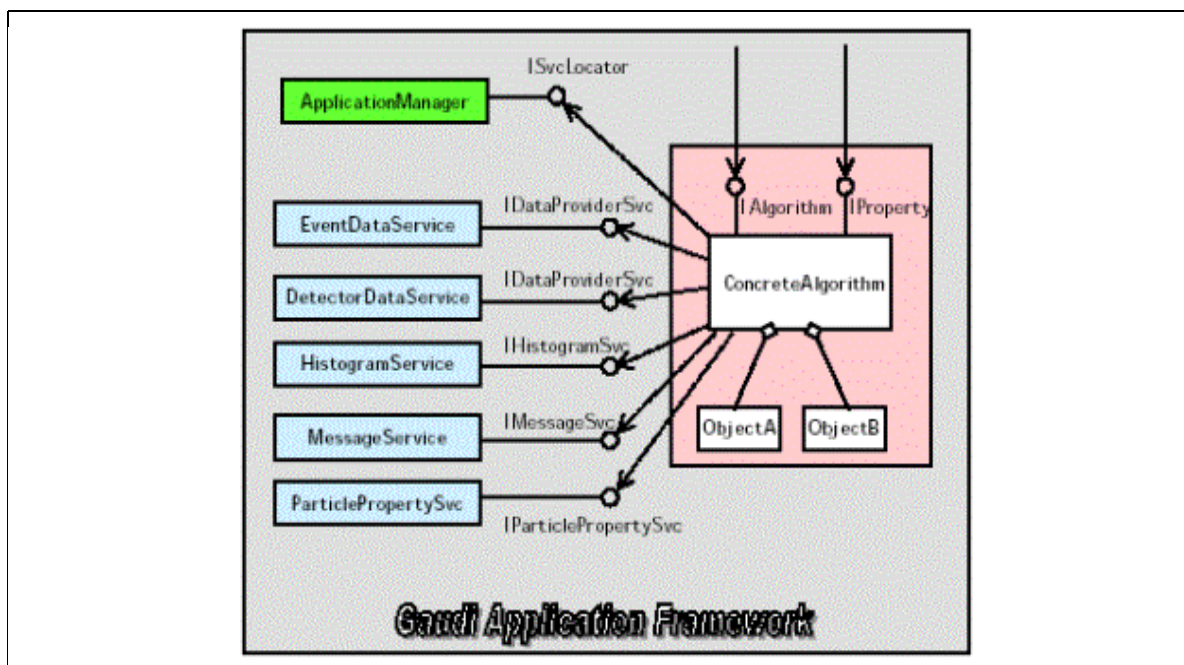 ISvcLocator
ApplicationManager
IDataProviderSvc
IAlgorithm IProperty
EventDataService
IDataProviderSvc
DetectorDataService
ConcreteAlgorithm
IHistogramSvc
HistogramService
IMessageSvc
ObjectA ObjectB
MessageService
ParticlePropertySvc
IParticlePropertySvc
Gaudi Application Framework